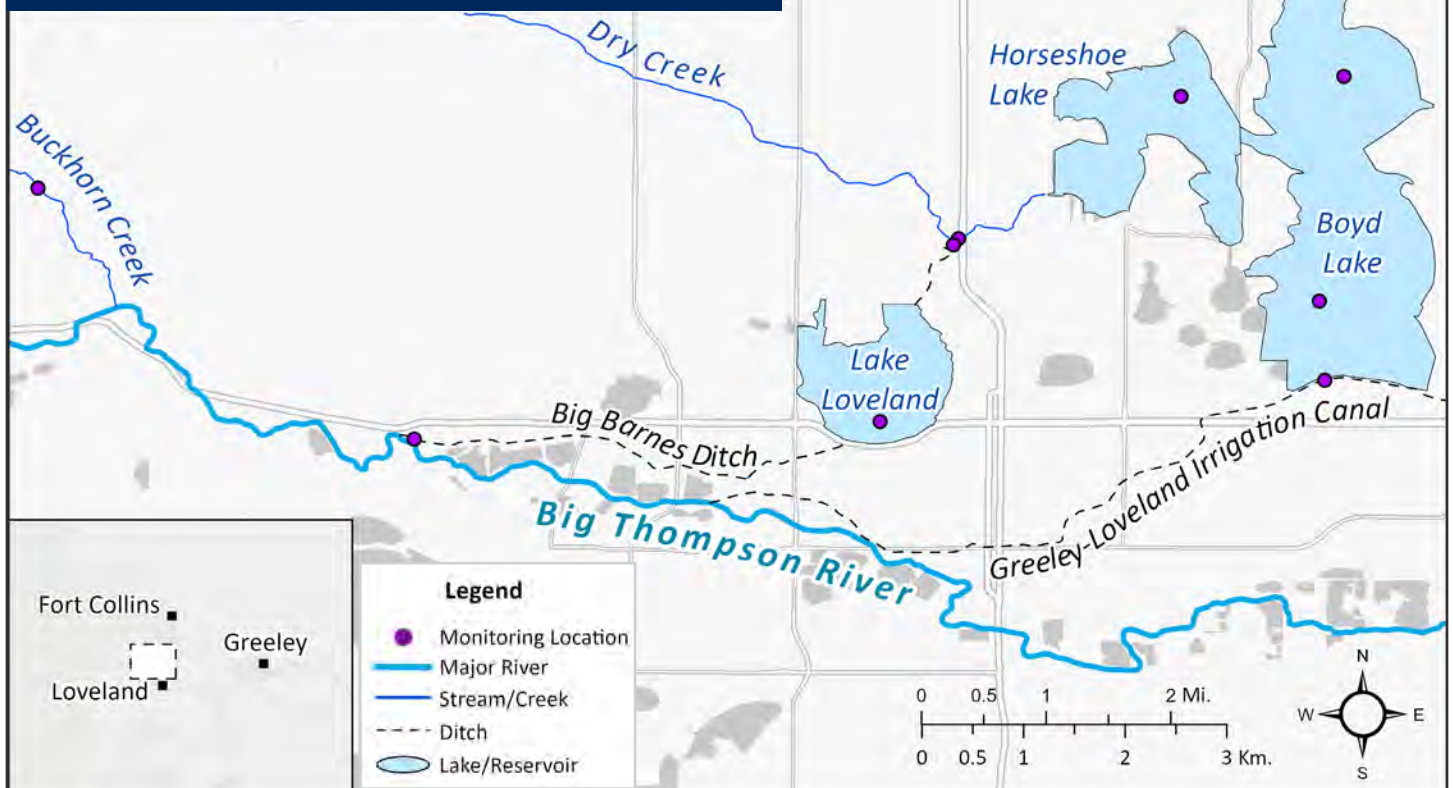 Dry Creek
Horseshoe
Lake
Buckhorn Creek
Boyd
Lake
Lake
Loveland
Big Barnes Ditch
Greeley-Loveland Irrigation Canal
Big Thompson River
Fort Collins
Greeley
Loveland
Legend
Monitoring Location
Major River
Stream/Creek
Ditch
Lake/Reservoir
0 0.5 1 2 Mi.
0 0.5 1 2 3 Km.
N
W E
S